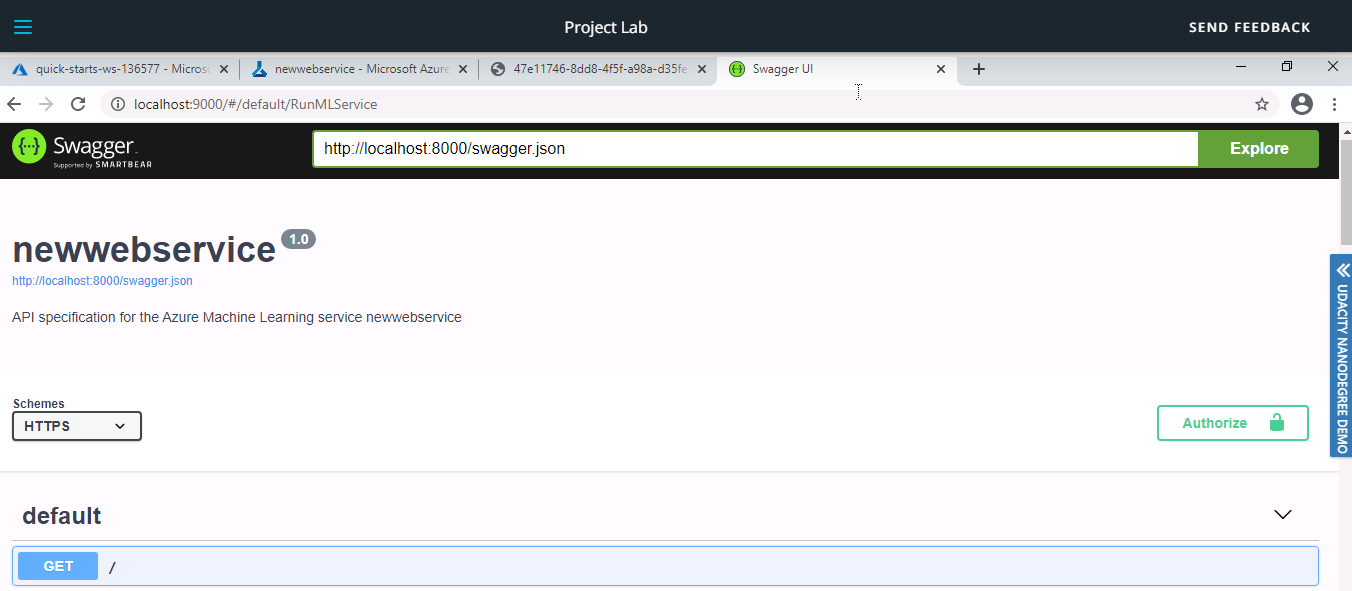 Project Lab
SEND FEEDBACK
quick-starts-ws-136577 - Micros
newwebservice - Microsoft Azure
47e11746-8dd8-4f5f-a98a-d35fe
Swagger UI
localhost:9000/#/default/RunMLService
{··}
Swagger.
Supported by SMARTBEAR
http://localhost:8000/swagger.json
Explore
newwebservice 1.0
http://localhost:8000/swagger.json
API specification for the Azure Machine Learning service newwebservice
UDACITY NANODEGREE DEMO
Schemes
HTTPS
Authorize
default
GET /